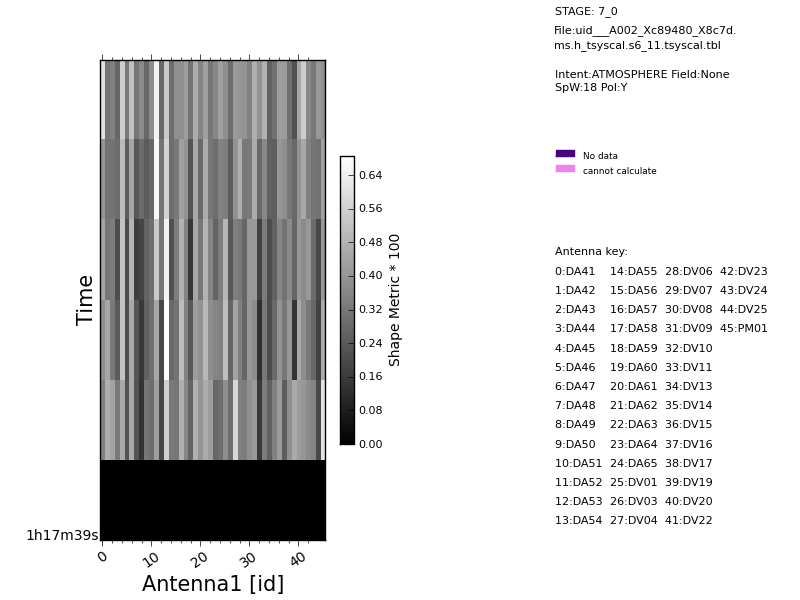 STAGE: 7_0
File:uid___A002_Xc89480_X8c7d.
ms.h_tsyscal.s6_11.tsyscal.tbl
Intent:ATMOSPHERE Field:None
SpW:18 Pol:Y
No data
cannot calculate
Antenna key:
0:DA41 14:DA55 28:DV06 42:DV23
1:DA42 15:DA56 29:DV07 43:DV24
2:DA43 16:DA57 30:DV08 44:DV25
3:DA44 17:DA58 31:DV09 45:PM01
4:DA45 18:DA59 32:DV10
5:DA46 19:DA60 33:DV11
6:DA47 20:DA61 34:DV13
7:DA48 21:DA62 35:DV14
8:DA49 22:DA63 36:DV15
9:DA50 23:DA64 37:DV16
10:DA51 24:DA65 38:DV17
11:DA52 25:DV01 39:DV19
12:DA53 26:DV03 40:DV20
13:DA54 27:DV04 41:DV22
Time
1h17m39s
0 10 20 30 40
Antenna1 [id]
0.64
0.56
0.48
0.40
0.32
0.24
0.16
0.08
0.00
Shape Metric * 100